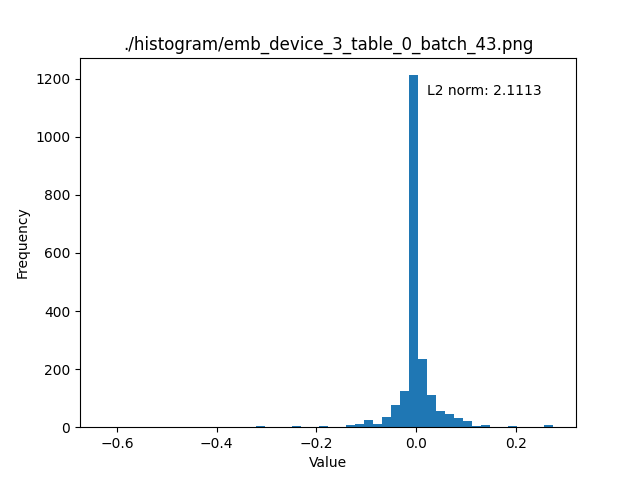 ./histogram/emb_device_3_table_0_batch_43.png
L2 norm: 2.1113
1200
1000
800
600
400
200
0
Frequency
−0.6 −0.4 −0.2 0.0 0.2
Value